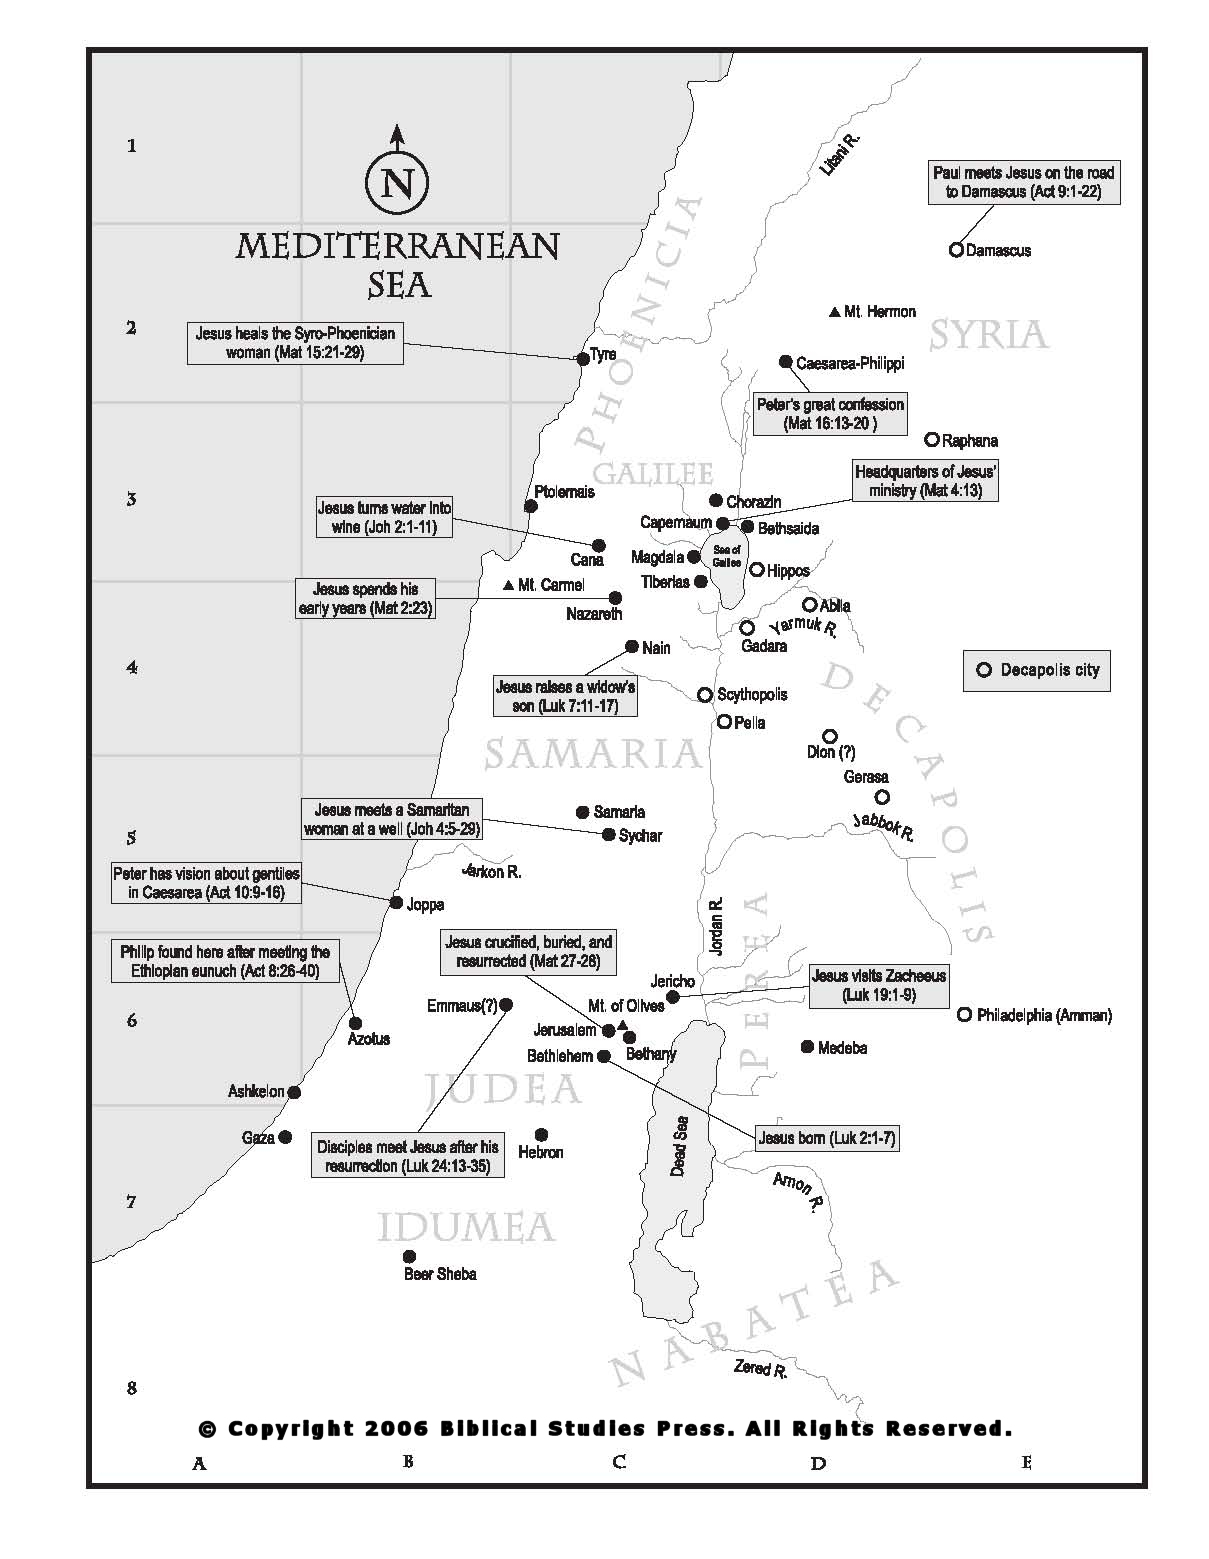 1
Litani R.
N
Paul meets Jesus on the road
to Damascus (Act 9:1-22)
PHOENICIA
MEDITERRANEAN
SEA
Damascus
Mt. Hermon
2
SYRIA
Jesus heals the Syro-Phoenician
woman (Mat 15:21-29)
Tyre
Caesarea-Philippi
Peter's great confession
(Mat 16:13-20 )
Raphana
GALILEE
Headquarters of Jesus'
ministry (Mat 4:13)
3
Ptolemais
Chorazin
Jesus turns water into
wine (Joh 2:1-11)
Capernaum
Bethsaida
Cana
Magdala
Sea of
Galilee
Hippos
Mt. Carmel
Tiberias
Jesus spends his
early years (Mat 2:23)
Nazareth
Abila
Yarmuk R.
Gadara
Nain
4
DECAPOLIS
Decapolis city
Jesus raises a widow's
son (Luk 7:11-17)
Scythopolis
Pella
SAMARIA
Dion (?)
Gerasa
Jesus meets a Samaritan
woman at a well (Joh 4:5-29)
Samaria
Sychar
Jabbok R.
5
Jarkon R.
Peter has vision about gentiles
in Caesarea (Act 10:9-16)
Joppa
Jordan R.
PEREA
Philip found here after meeting the
Ethiopian eunuch (Act 8:26-40)
Jesus crucified, buried, and
resurrected (Mat 27-28)
Jericho
Jesus visits Zacheeus
(Luk 19:1-9)
Emmaus(?)
Mt. of Olives
6
Philadelphia (Amman)
Azotus
Jerusalem
Bethlehem
Bethany
Medeba
Ashkelon
JUDEA
Gaza
Disciples meet Jesus after his
resurrection (Luk 24:13-35)
Hebron
Dead Sea
Jesus born (Luk 2:1-7)
Arnon R.
7
IDUMEA
Beer Sheba
NABATEA
Zered R.
8
© Copyright 2006 Biblical Studies Press. All Rights Reserved.
A B C D E